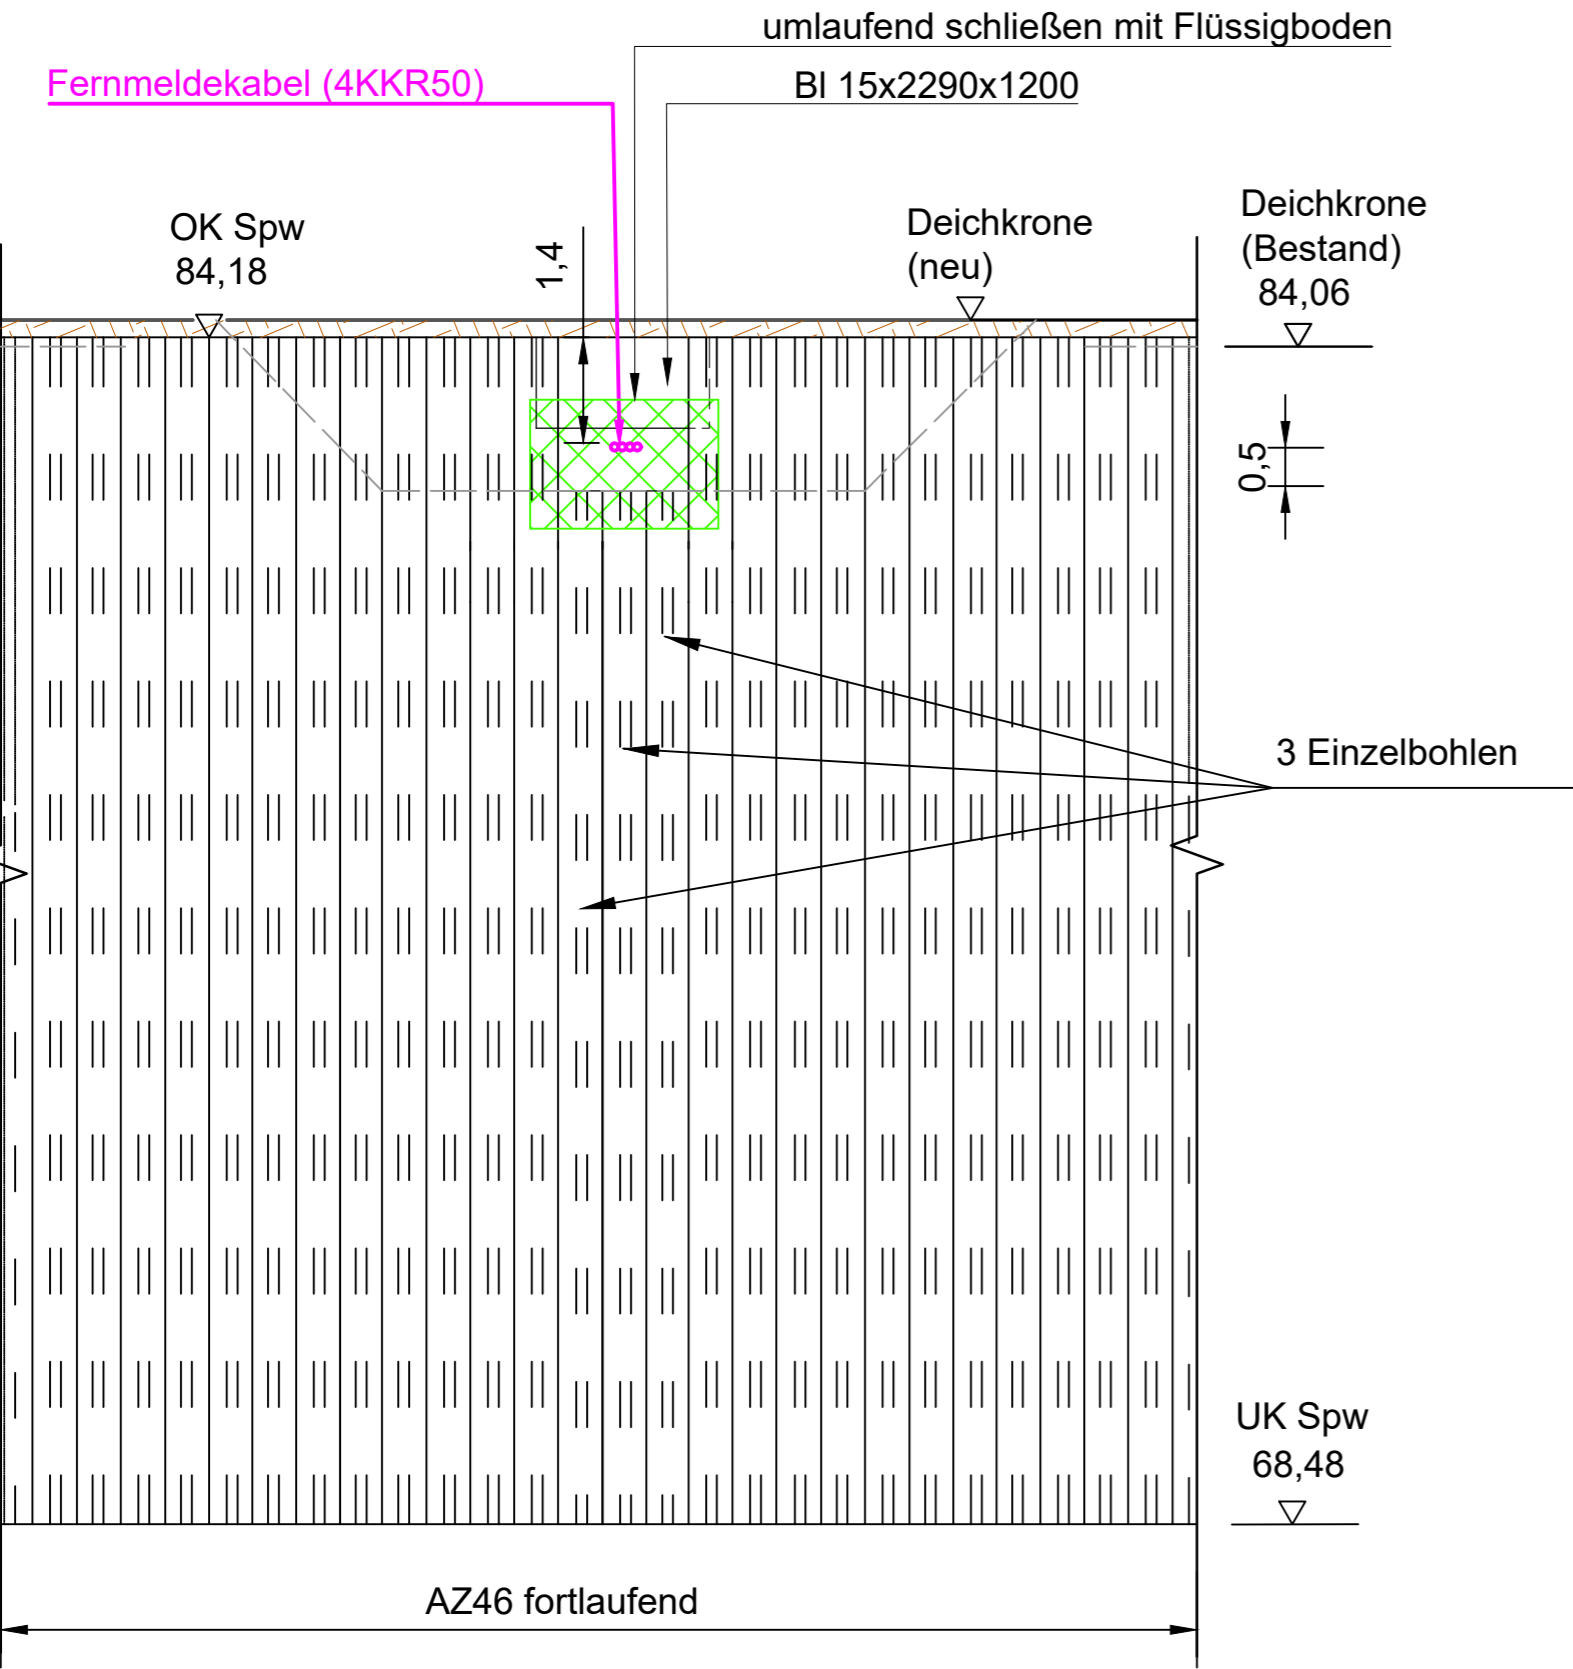 umlaufend schließen mit Flüssigboden
Fernmeldekabel (4KKR50)
Bl 15x2290x1200
OK Spw
84,18
1,4
Deichkrone
(neu)
Deichkrone
(Bestand)
84,06
0,5
3 Einzelbohlen
UK Spw
68,48
AZ46 fortlaufend